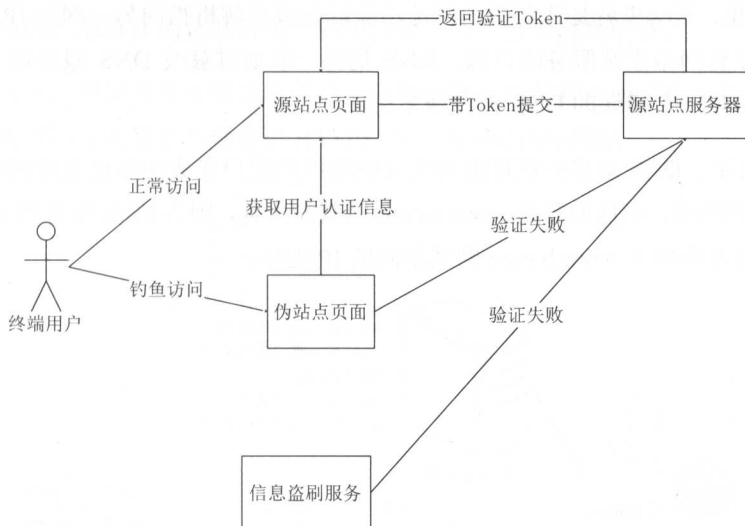 返回验证Token
源站点页面
带Token提交
源站点服务器
正常访问
获取用户认证信息
验证失败
钓鱼访问
伪站点页面
验证失败
终端用户
信息盗刷服务